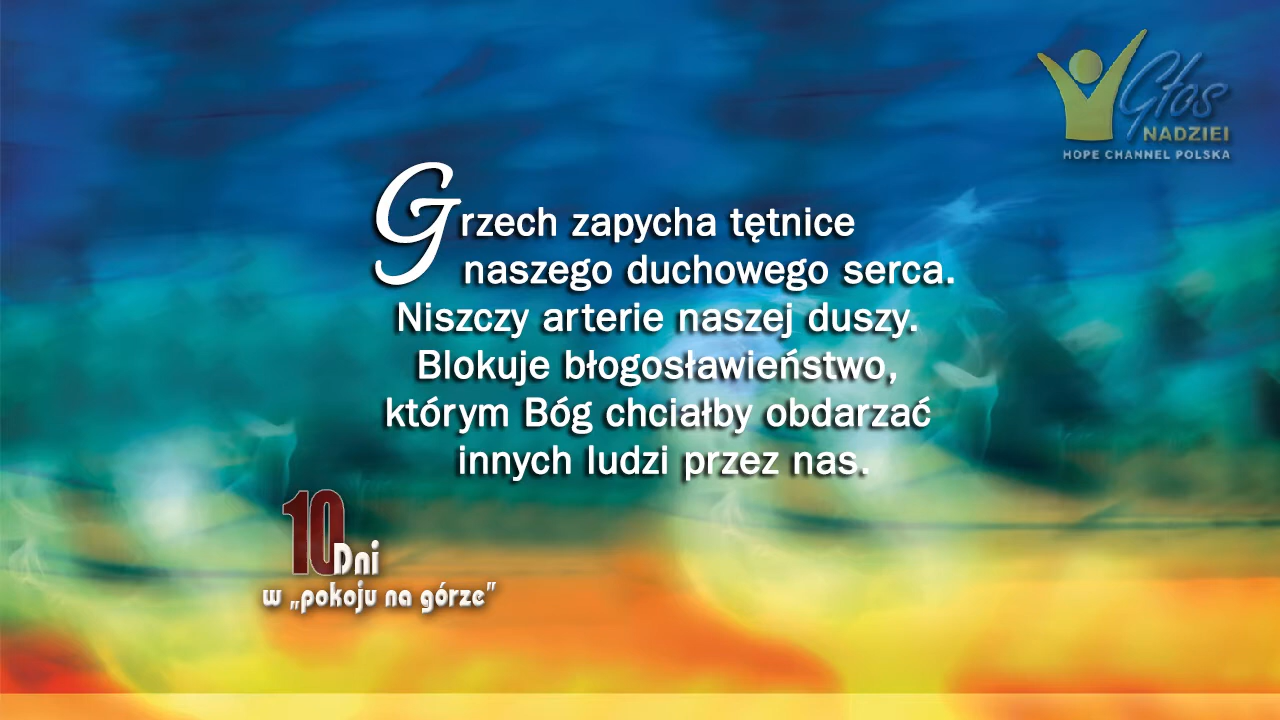 Głos
NADZIEI
HOPE CHANNEL POLSKA
Grzech zapycha tętnice
naszego duchowego serca.
Niszczy arterie naszej duszy.
Blokuje błogosławieństwo,
którym Bóg chciałby obdarzać
innych ludzi przez nas.
10 Dni
w „pokoju na górze”